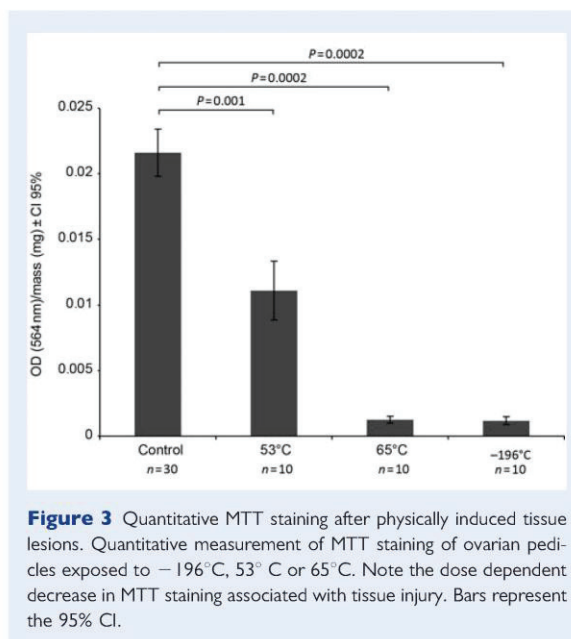 P=0.0002
P=0.0002
P=0.001
0.025
0.02
0.015
0.01
0.005
0
OD (564 nm)/mass (mg) ± CI 95%
Control 53°C 65°C −196°C
n=30 n=10 n=10 n=10
Figure 3 Quantitative MTT staining after physically induced tissue
lesions. Quantitative measurement of MTT staining of ovarian pedi-
cles exposed to − 196°C, 53° C or 65°C. Note the dose dependent
decrease in MTT staining associated with tissue injury. Bars represent
the 95% CI.